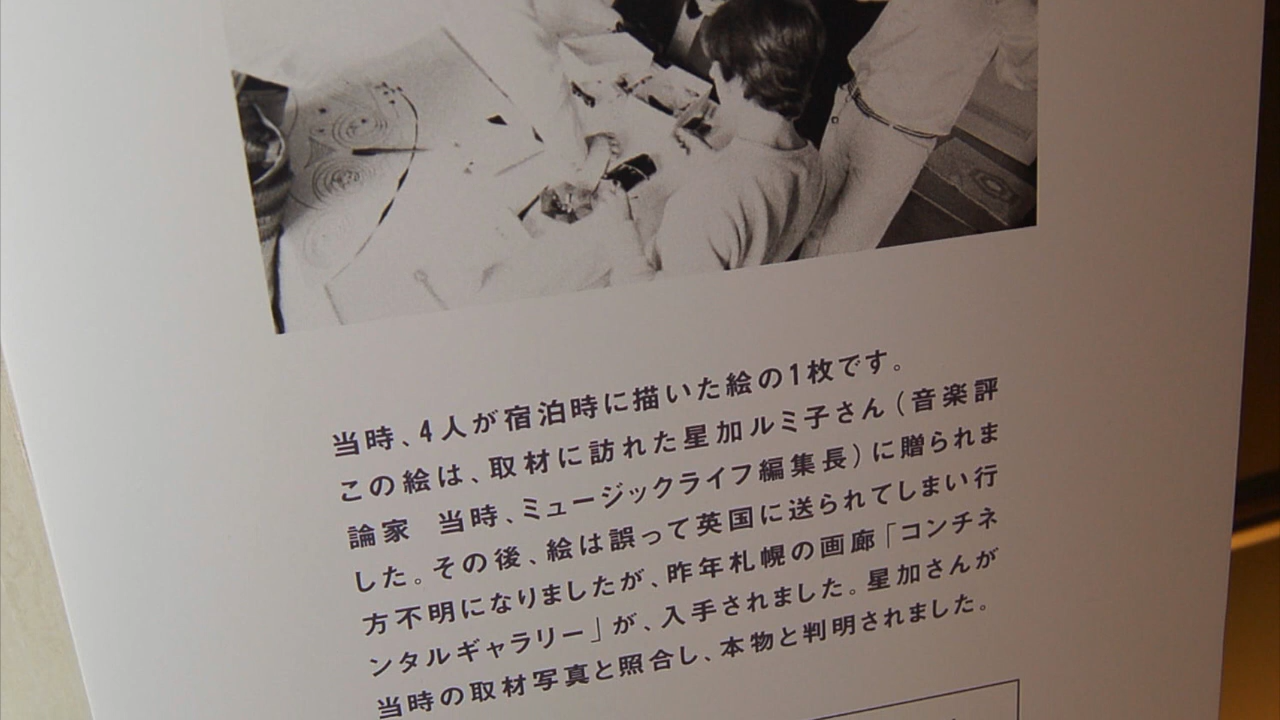 当時、4人が宿泊時に描いた絵の1枚です。
この絵は、取材に訪れた星加ルミ子さん（音楽評
論家　当時、ミュージックライフ編集長）に贈られま
した。その後、絵は誤って英国に送られてしまい行
方不明になりましたが、昨年札幌の画廊「コンチネ
ンタルギャラリー」が、入手されました。星加さんが
当時の取材写真と照合し、本物と判明されました。